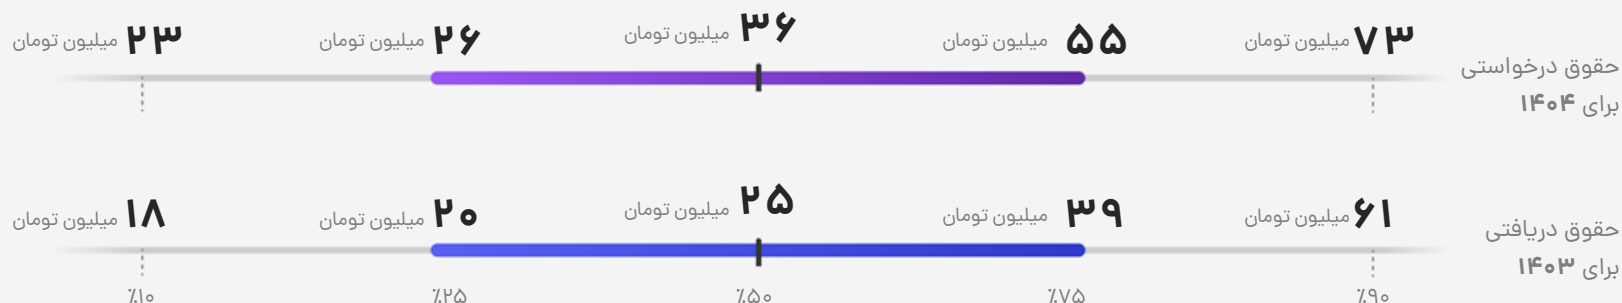 ۲۳ میلیون تومان
۲۶ میلیون تومان
۳۶ میلیون تومان
۵۵ میلیون تومان
۷۳ میلیون تومان
حقوق درخواستی
برای ۱۴۰۴
۱۸ میلیون تومان
۲۰ میلیون تومان
۲۵ میلیون تومان
۳۹ میلیون تومان
۶۱ میلیون تومان
حقوق دریافتی
برای ۱۴۰۳
٪۱۰
٪۲۵
٪۵۰
٪۷۵
٪۹۰